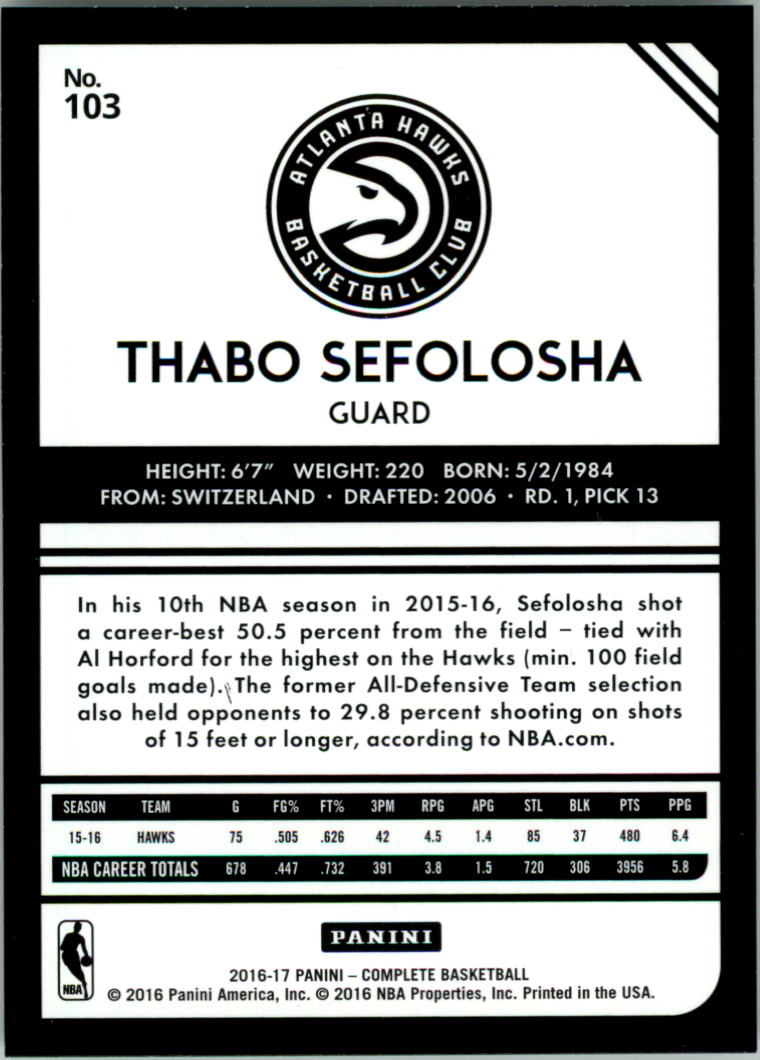 No.
103
ATLANTA HAWKS
BASKETBALL CLUB
THABO SEFOLOSHA
GUARD
HEIGHT: 6'7" WEIGHT: 220 BORN: 5/2/1984
FROM: SWITZERLAND • DRAFTED: 2006 • RD. 1, PICK 13
In his 10th NBA season in 2015-16, Sefolosha shot
a career-best 50.5 percent from the field – tied with
Al Horford for the highest on the Hawks (min. 100 field
goals made). The former All-Defensive Team selection
also held opponents to 29.8 percent shooting on shots
of 15 feet or longer, according to NBA.com.
SEASON TEAM G FG% FT% 3PM RPG APG STL BLK PTS PPG
15-16 HAWKS 75 .505 .626 42 4.5 1.4 85 37 480 6.4
NBA CAREER TOTALS 678 .447 .732 391 3.8 1.5 720 306 3956 5.8
NBA
PANINI
2016-17 PANINI – COMPLETE BASKETBALL
© 2016 Panini America, Inc. © 2016 NBA Properties, Inc. Printed in the USA.